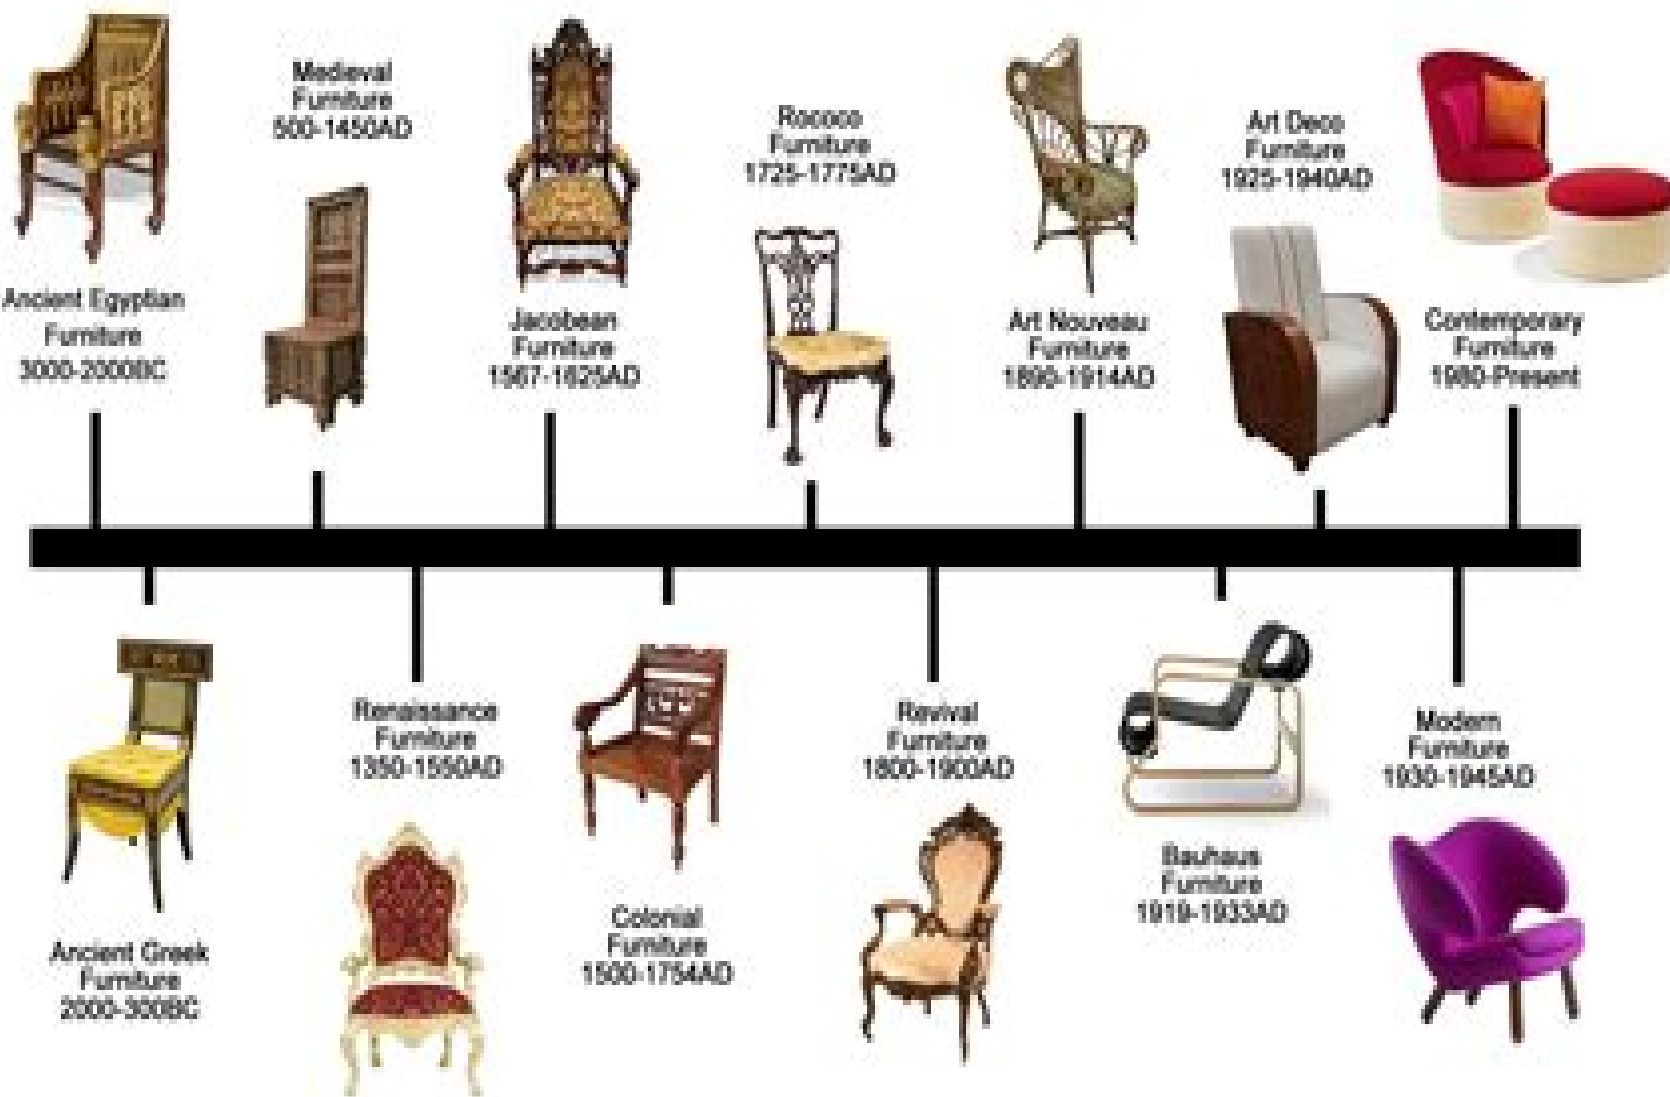 Ancient Egyptian
Furniture
3000-2000BC
Medieval
Furniture
500-1450AD
Jacobean
Furniture
1567-1625AD
Rococo
Furniture
1725-1775AD
Art Nouveau
Furniture
1890-1914AD
Art Deco
Furniture
1925-1940AD
Contemporary
Furniture
1980-Present
Ancient Greek
Furniture
2000-300BC
Renaissance
Furniture
1350-1550AD
Colonial
Furniture
1500-1754AD
Revival
Furniture
1800-1900AD
Bauhaus
Furniture
1919-1933AD
Modern
Furniture
1930-1945AD